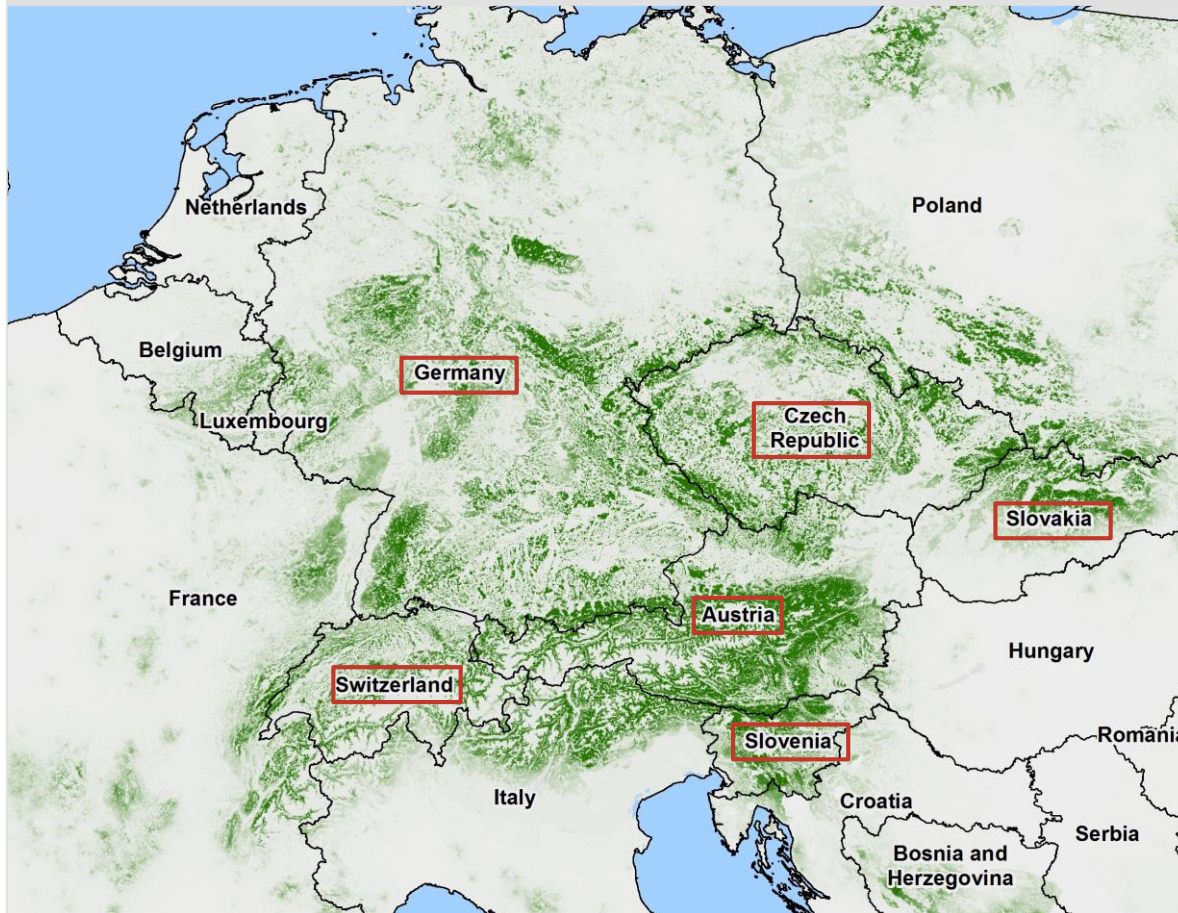 Netherlands
Poland
Belgium
Germany
Luxembourg
Czech
Republic
Slovakia
France
Austria
Hungary
Switzerland
Slovenia
Romania
Italy
Croatia
Serbia
Bosnia and
Herzegovina